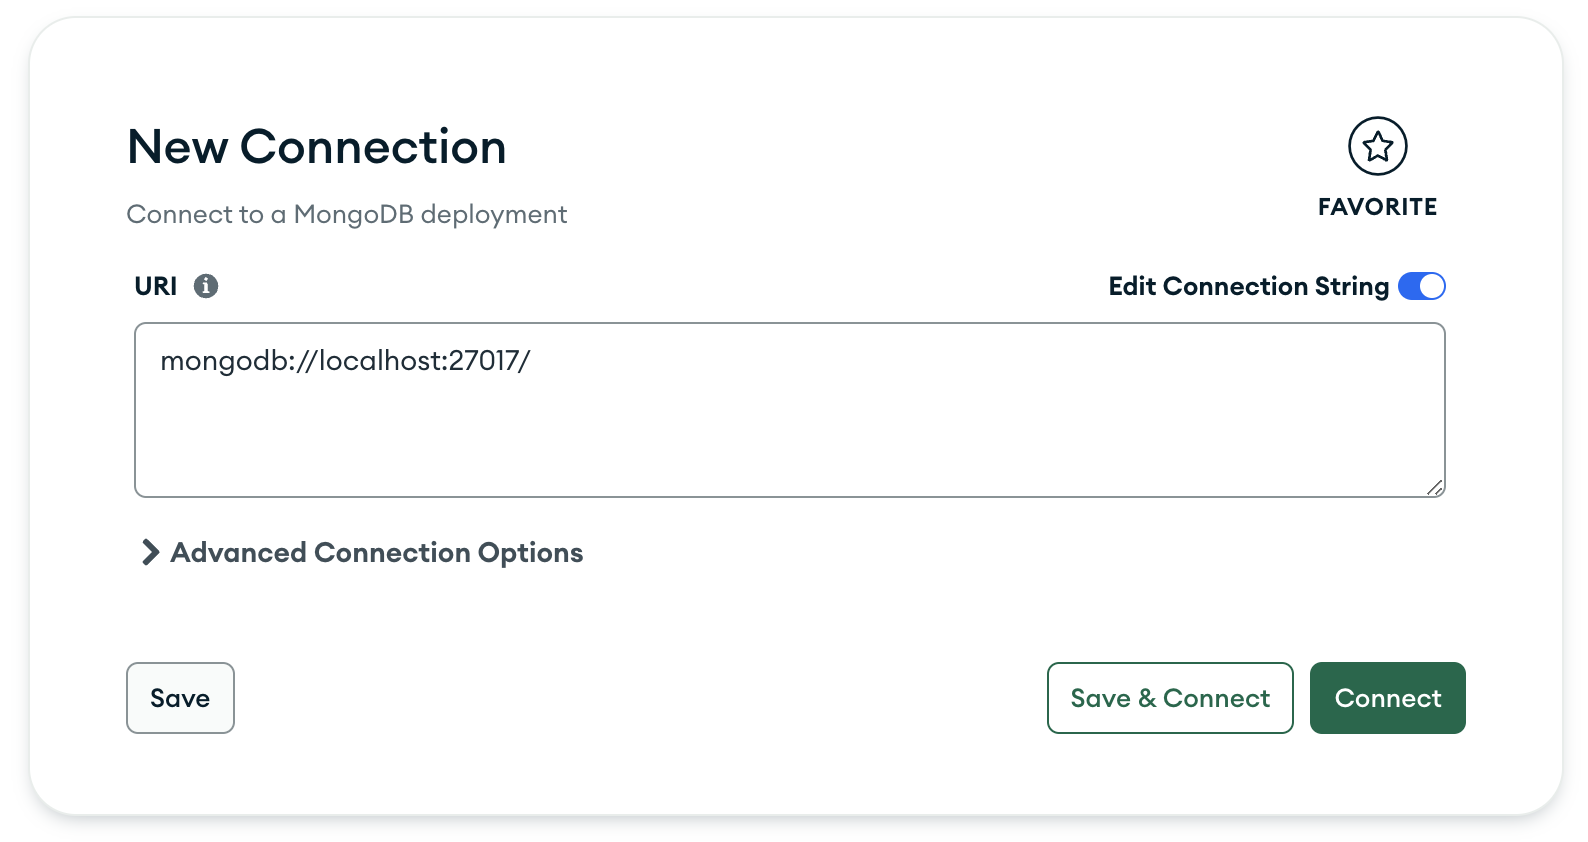 New Connection
FAVORITE
Connect to a MongoDB deployment
URI
Edit Connection String
mongodb://localhost:27017/
Advanced Connection Options
Save
Save & Connect
Connect